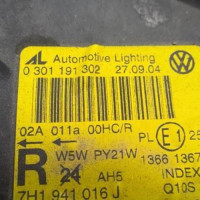 AL Automotive Lighting
0 301 191 302 27.09.04
02A 011a 00HC/R PL E1 25
R W5W PY21W 1366 1367
24 AH5 INDEX
7H1 941 016 J Q10S